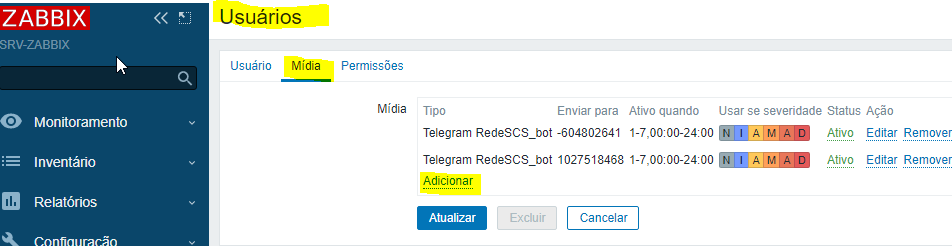 ZABBIX
SRV-ZABBIX
Monitoramento
Inventário
Relatórios
Configuração
Usuários
Usuário Mídia Permissões
Mídia
Tipo Enviar para Ativo quando Usar se severidade Status Ação
Telegram RedeSCS_bot -604802641 1-7,00:00-24:00 N I A M A D Ativo Editar Remover
Telegram RedeSCS_bot 1027518468 1-7,00:00-24:00 N I A M A D Ativo Editar Remover
Adicionar
Atualizar Excluir Cancelar